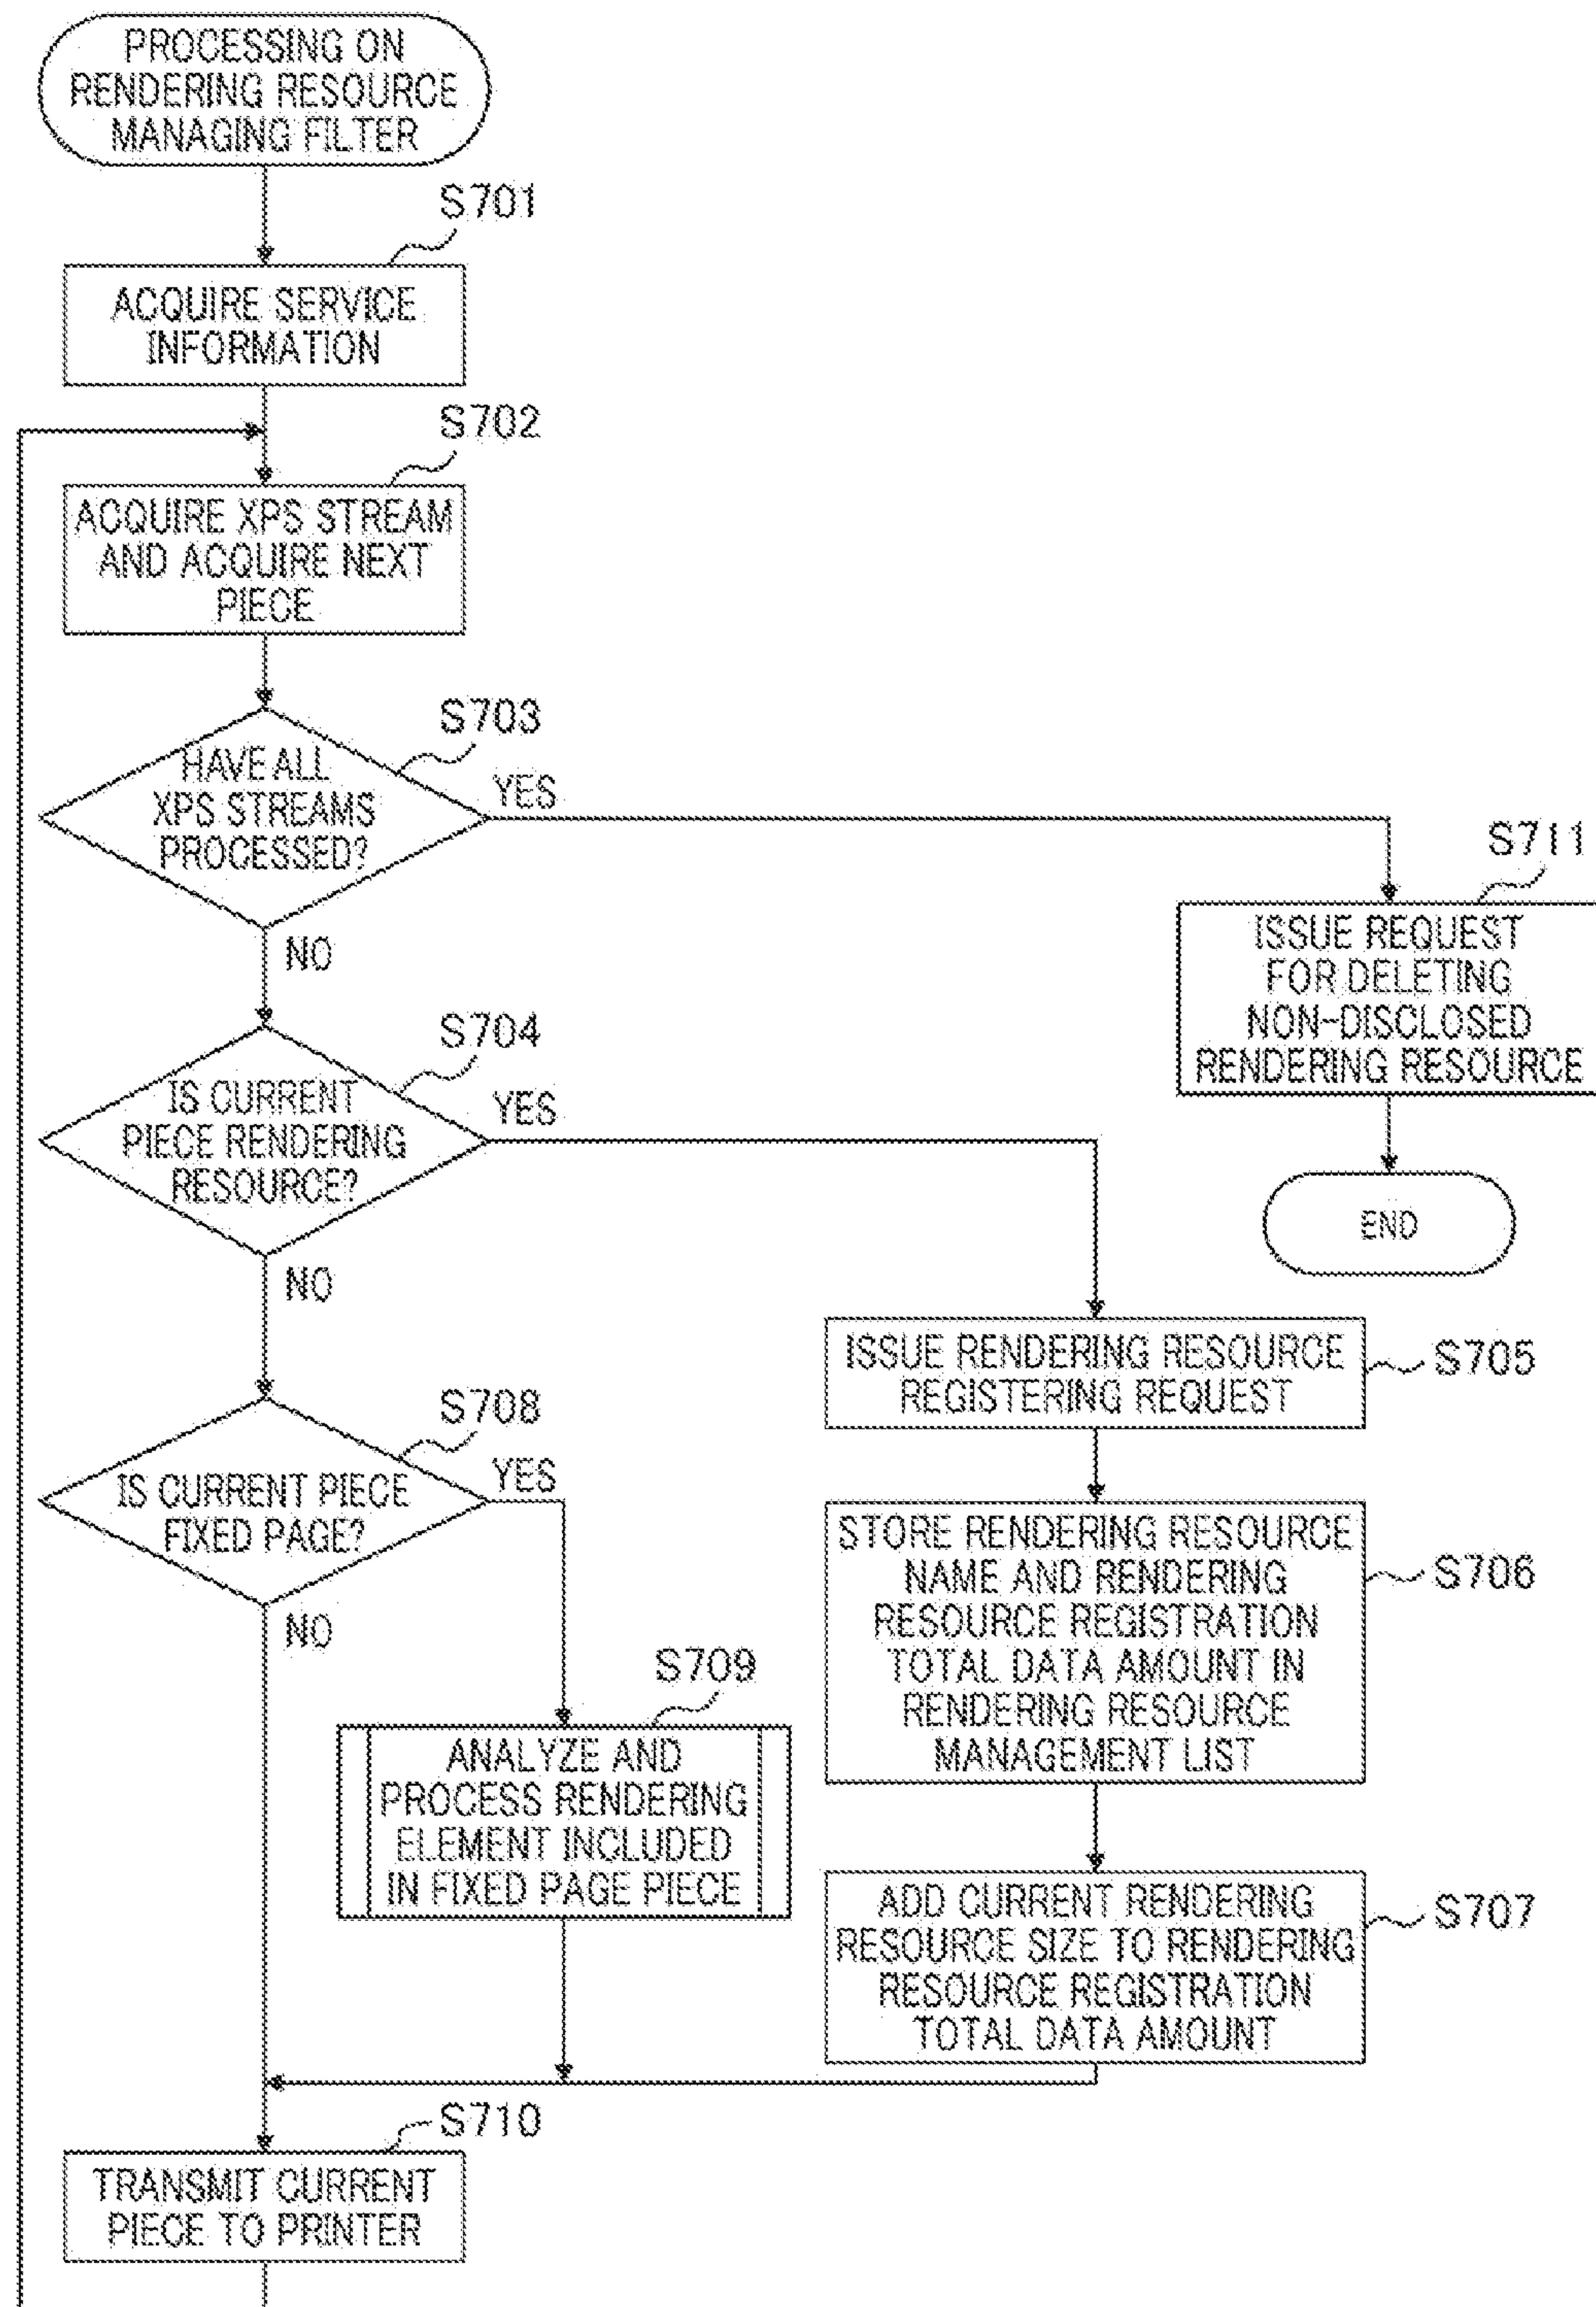 PROCESSING ON
RENDERING RESOURCE
MANAGING FILTER
S701
ACQUIRE SERVICE
INFORMATION
S702
ACQUIRE XPS STREAM
AND ACQUIRE NEXT
PIECE
S703
HAVE ALL
XPS STREAMS
PROCESSED?
YES
NO
S711
ISSUE REQUEST
FOR DELETING
NON-DISCLOSED
RENDERING RESOURCE
END
S704
IS CURRENT
PIECE RENDERING
RESOURCE?
YES
NO
ISSUE RENDERING RESOURCE
REGISTERING REQUEST
S705
STORE RENDERING RESOURCE
NAME AND RENDERING
RESOURCE REGISTRATION
TOTAL DATA AMOUNT IN
RENDERING RESOURCE
MANAGEMENT LIST
S706
ADD CURRENT RENDERING
RESOURCE SIZE TO RENDERING
RESOURCE REGISTRATION
TOTAL DATA AMOUNT
S707
S708
IS CURRENT PIECE
FIXED PAGE?
YES
NO
S709
ANALYZE AND
PROCESS RENDERING
ELEMENT INCLUDED
IN FIXED PAGE PIECE
S710
TRANSMIT CURRENT
PIECE TO PRINTER